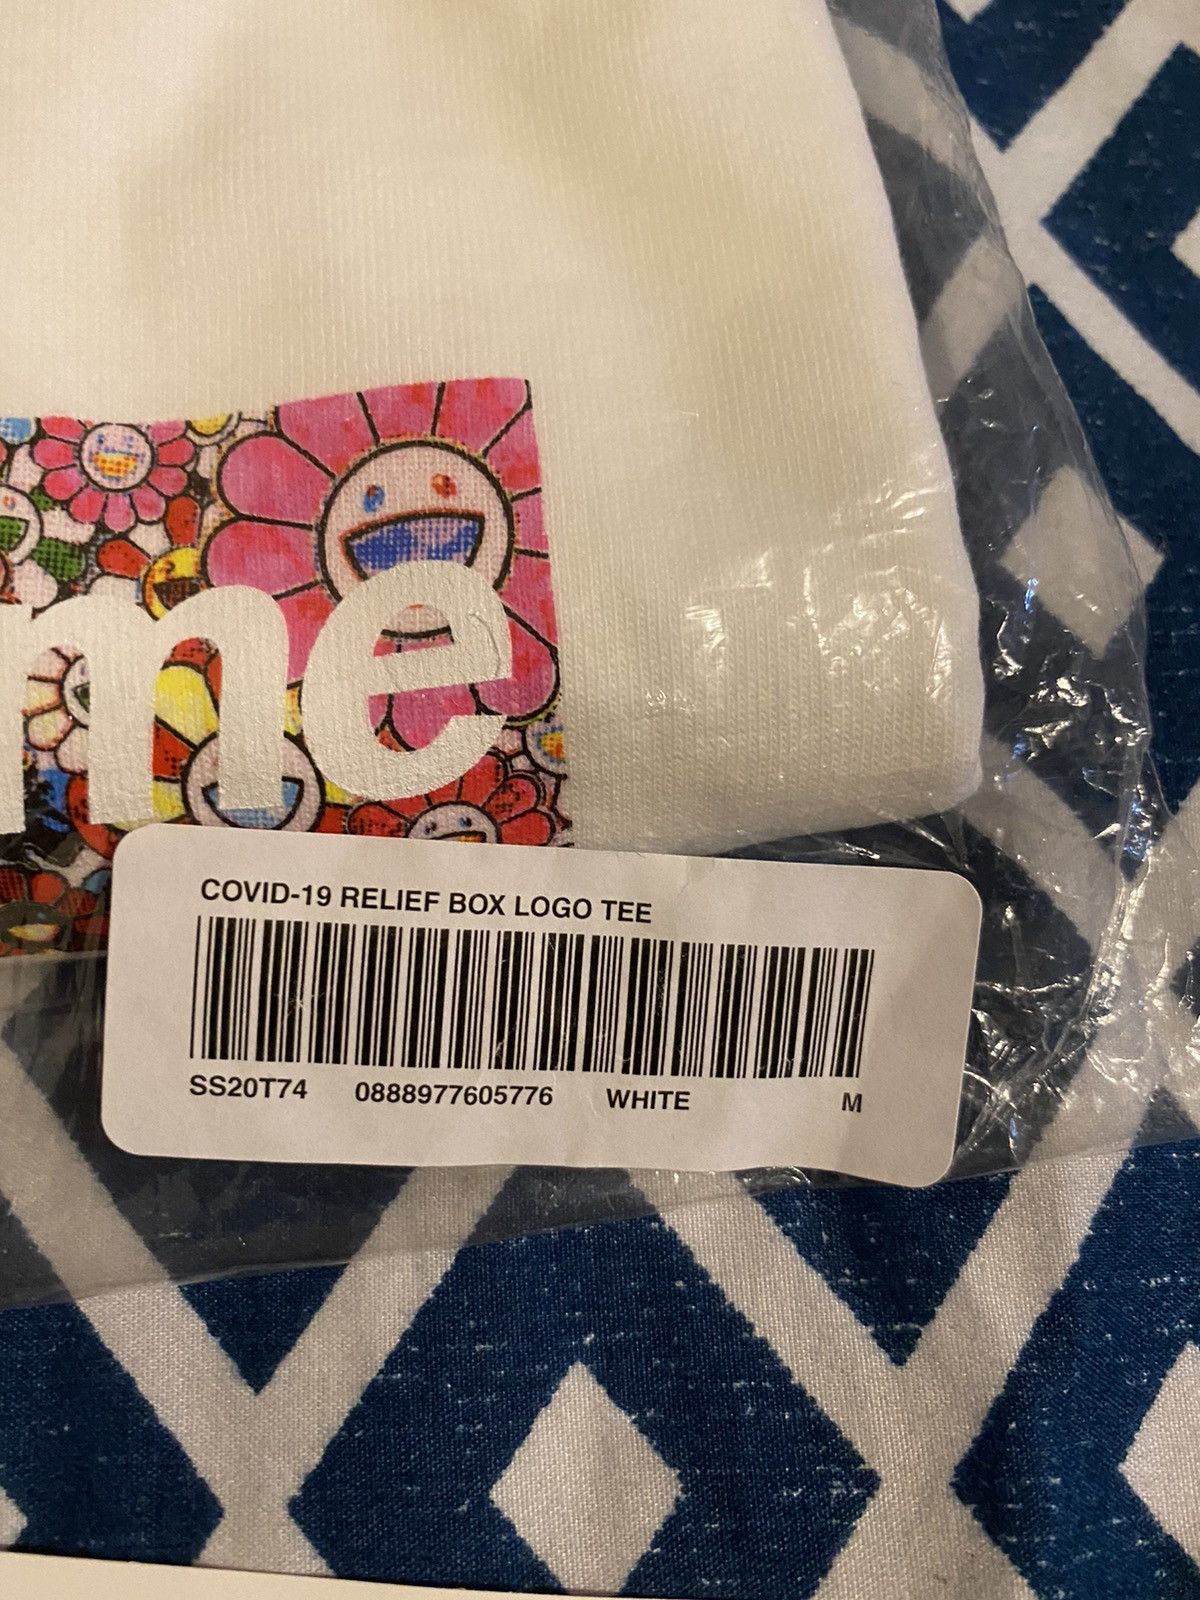 me
COVID-19 RELIEF BOX LOGO TEE
SS20T74 0888977605776 WHITE M